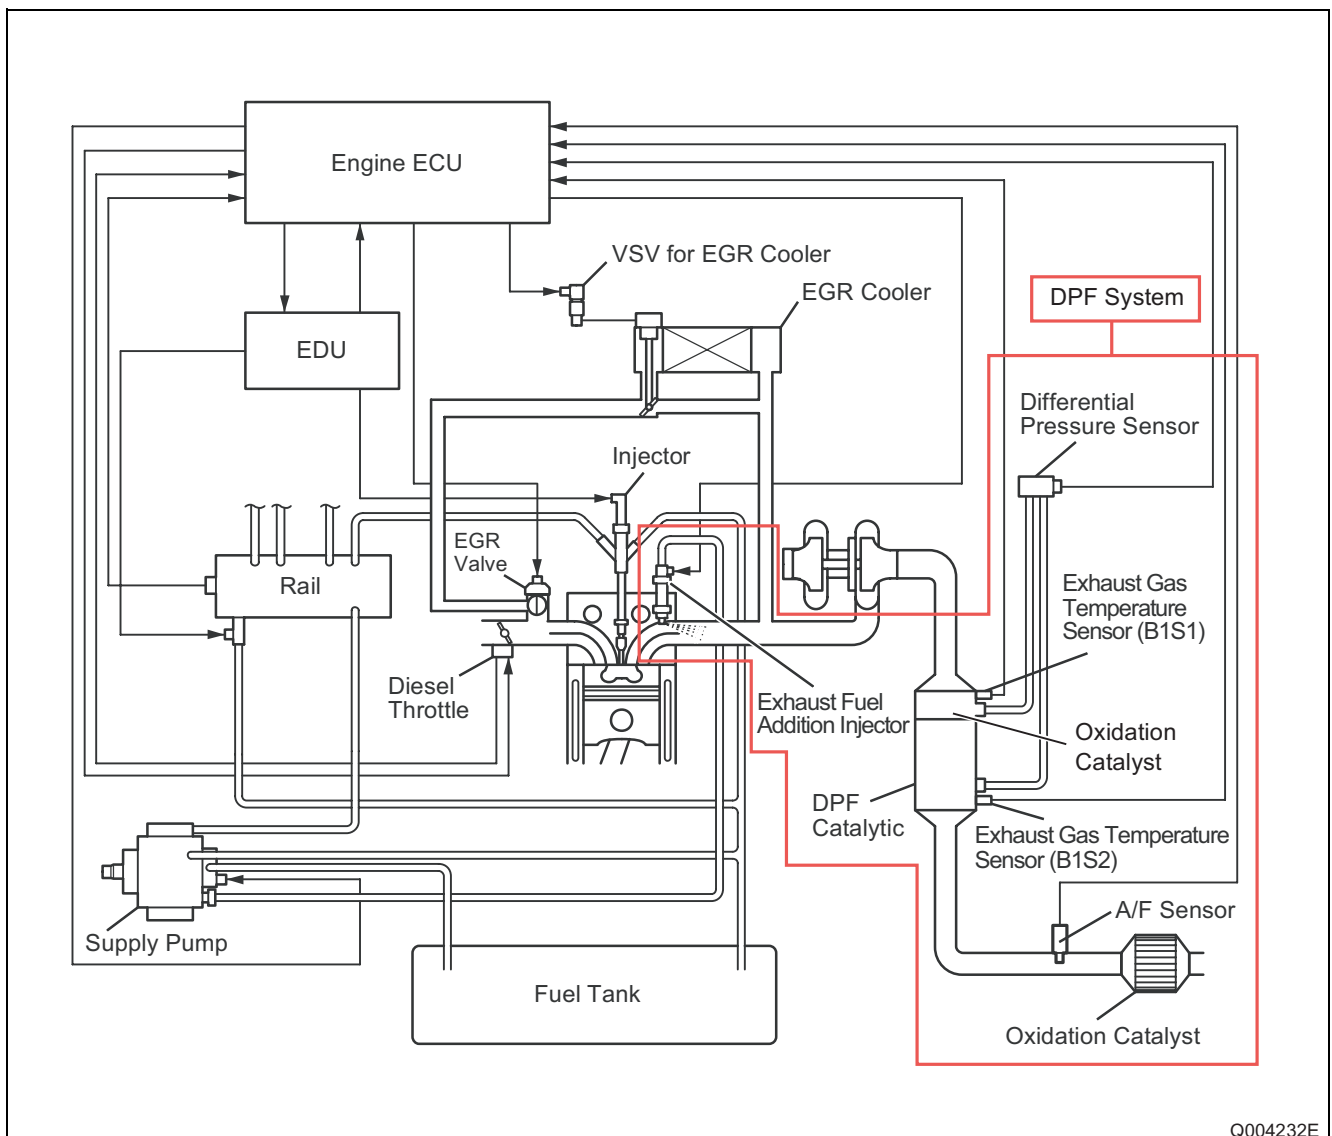 Engine ECU
VSV for EGR Cooler
EGR Cooler
DPF System
EDU
Differential
Pressure Sensor
Injector
EGR
Valve
Rail
Exhaust Gas
Temperature
Sensor (B1S1)
Diesel
Throttle
Exhaust Fuel
Addition Injector
Oxidation
Catalyst
DPF
Catalytic
Exhaust Gas Temperature
Sensor (B1S2)
A/F Sensor
Supply Pump
Fuel Tank
Oxidation Catalyst
Q004232E